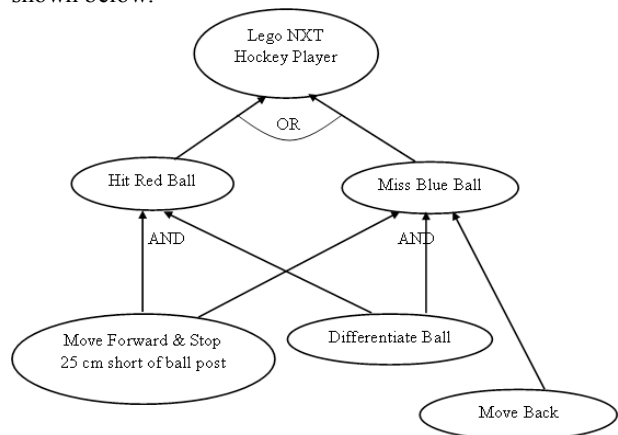 shown below:
Lego NXT
Hockey Player
OR
Hit Red Ball
Miss Blue Ball
AND
AND
Move Forward & Stop
25 cm short of ball post
Differentiate Ball
Move Back